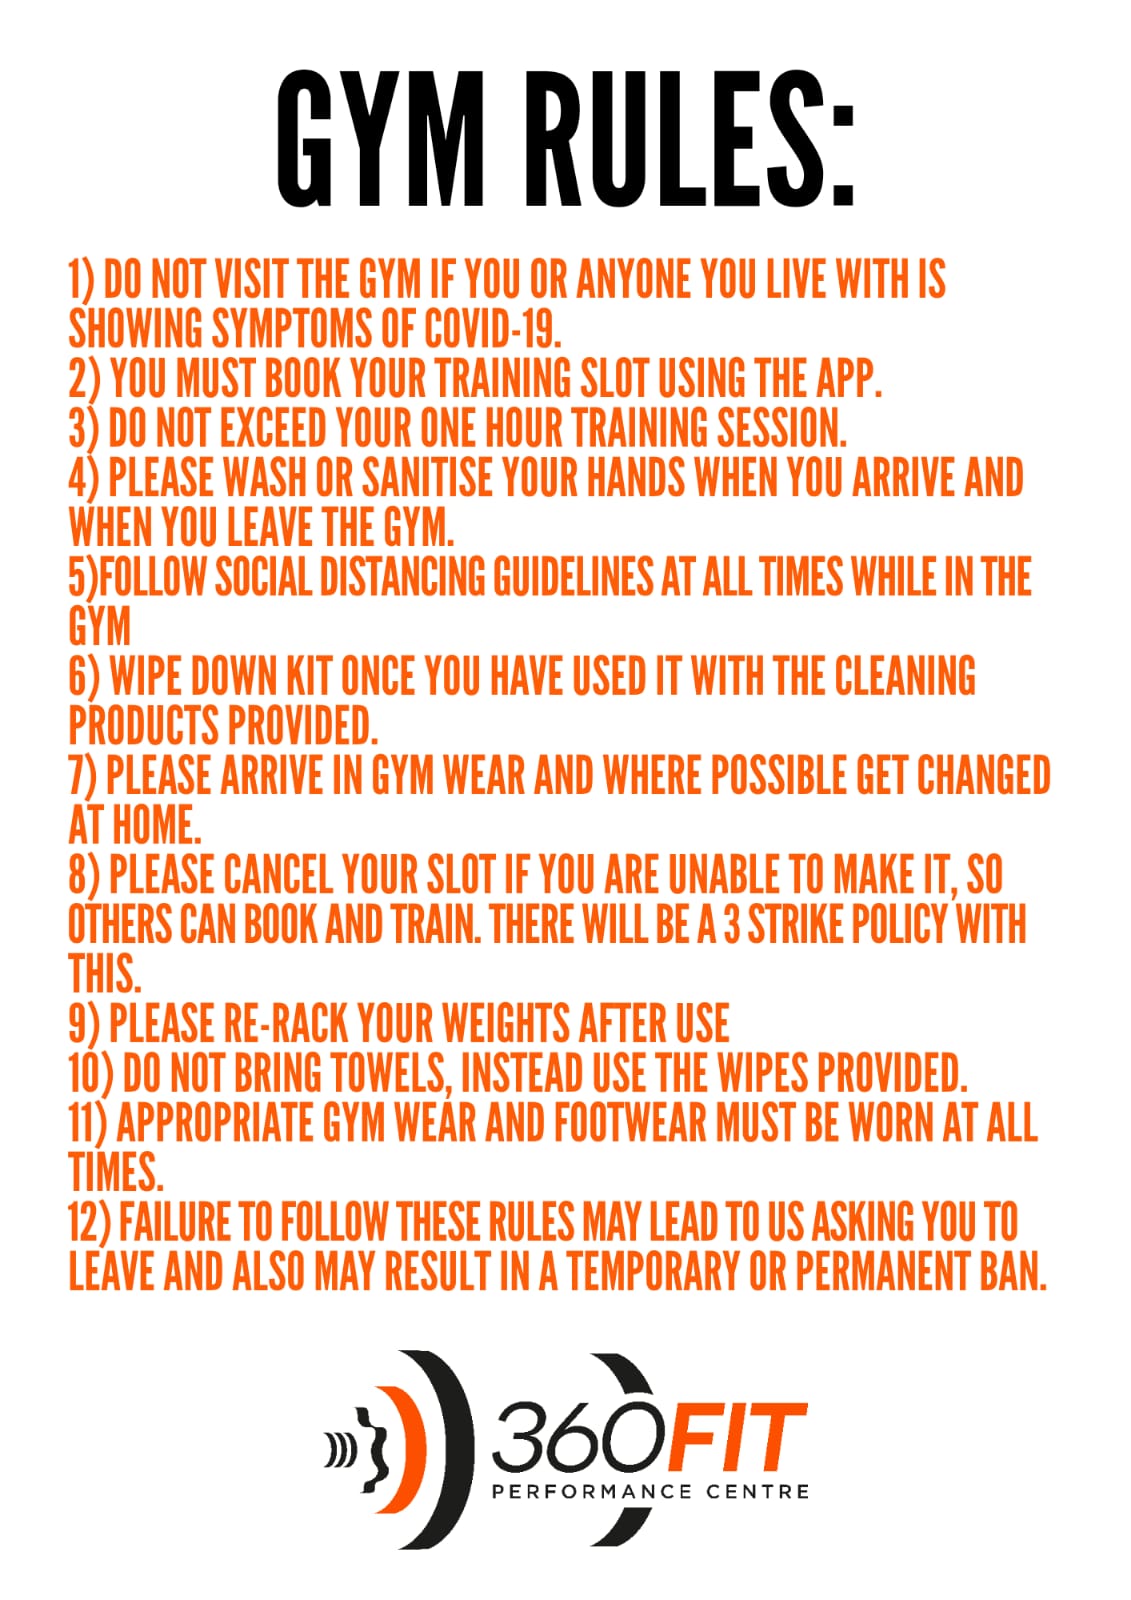 GYM RULES:
1) DO NOT VISIT THE GYM IF YOU OR ANYONE YOU LIVE WITH IS
SHOWING SYMPTOMS OF COVID-19.
2) YOU MUST BOOK YOUR TRAINING SLOT USING THE APP.
3) DO NOT EXCEED YOUR ONE HOUR TRAINING SESSION.
4) PLEASE WASH OR SANITISE YOUR HANDS WHEN YOU ARRIVE AND
WHEN YOU LEAVE THE GYM.
5)FOLLOW SOCIAL DISTANCING GUIDELINES AT ALL TIMES WHILE IN THE
GYM
6) WIPE DOWN KIT ONCE YOU HAVE USED IT WITH THE CLEANING
PRODUCTS PROVIDED.
7) PLEASE ARRIVE IN GYM WEAR AND WHERE POSSIBLE GET CHANGED
AT HOME.
8) PLEASE CANCEL YOUR SLOT IF YOU ARE UNABLE TO MAKE IT, SO
OTHERS CAN BOOK AND TRAIN. THERE WILL BE A 3 STRIKE POLICY WITH
THIS.
9) PLEASE RE-RACK YOUR WEIGHTS AFTER USE
10) DO NOT BRING TOWELS, INSTEAD USE THE WIPES PROVIDED.
11) APPROPRIATE GYM WEAR AND FOOTWEAR MUST BE WORN AT ALL
TIMES.
12) FAILURE TO FOLLOW THESE RULES MAY LEAD TO US ASKING YOU TO
LEAVE AND ALSO MAY RESULT IN A TEMPORARY OR PERMANENT BAN.
360FIT
PERFORMANCE CENTRE